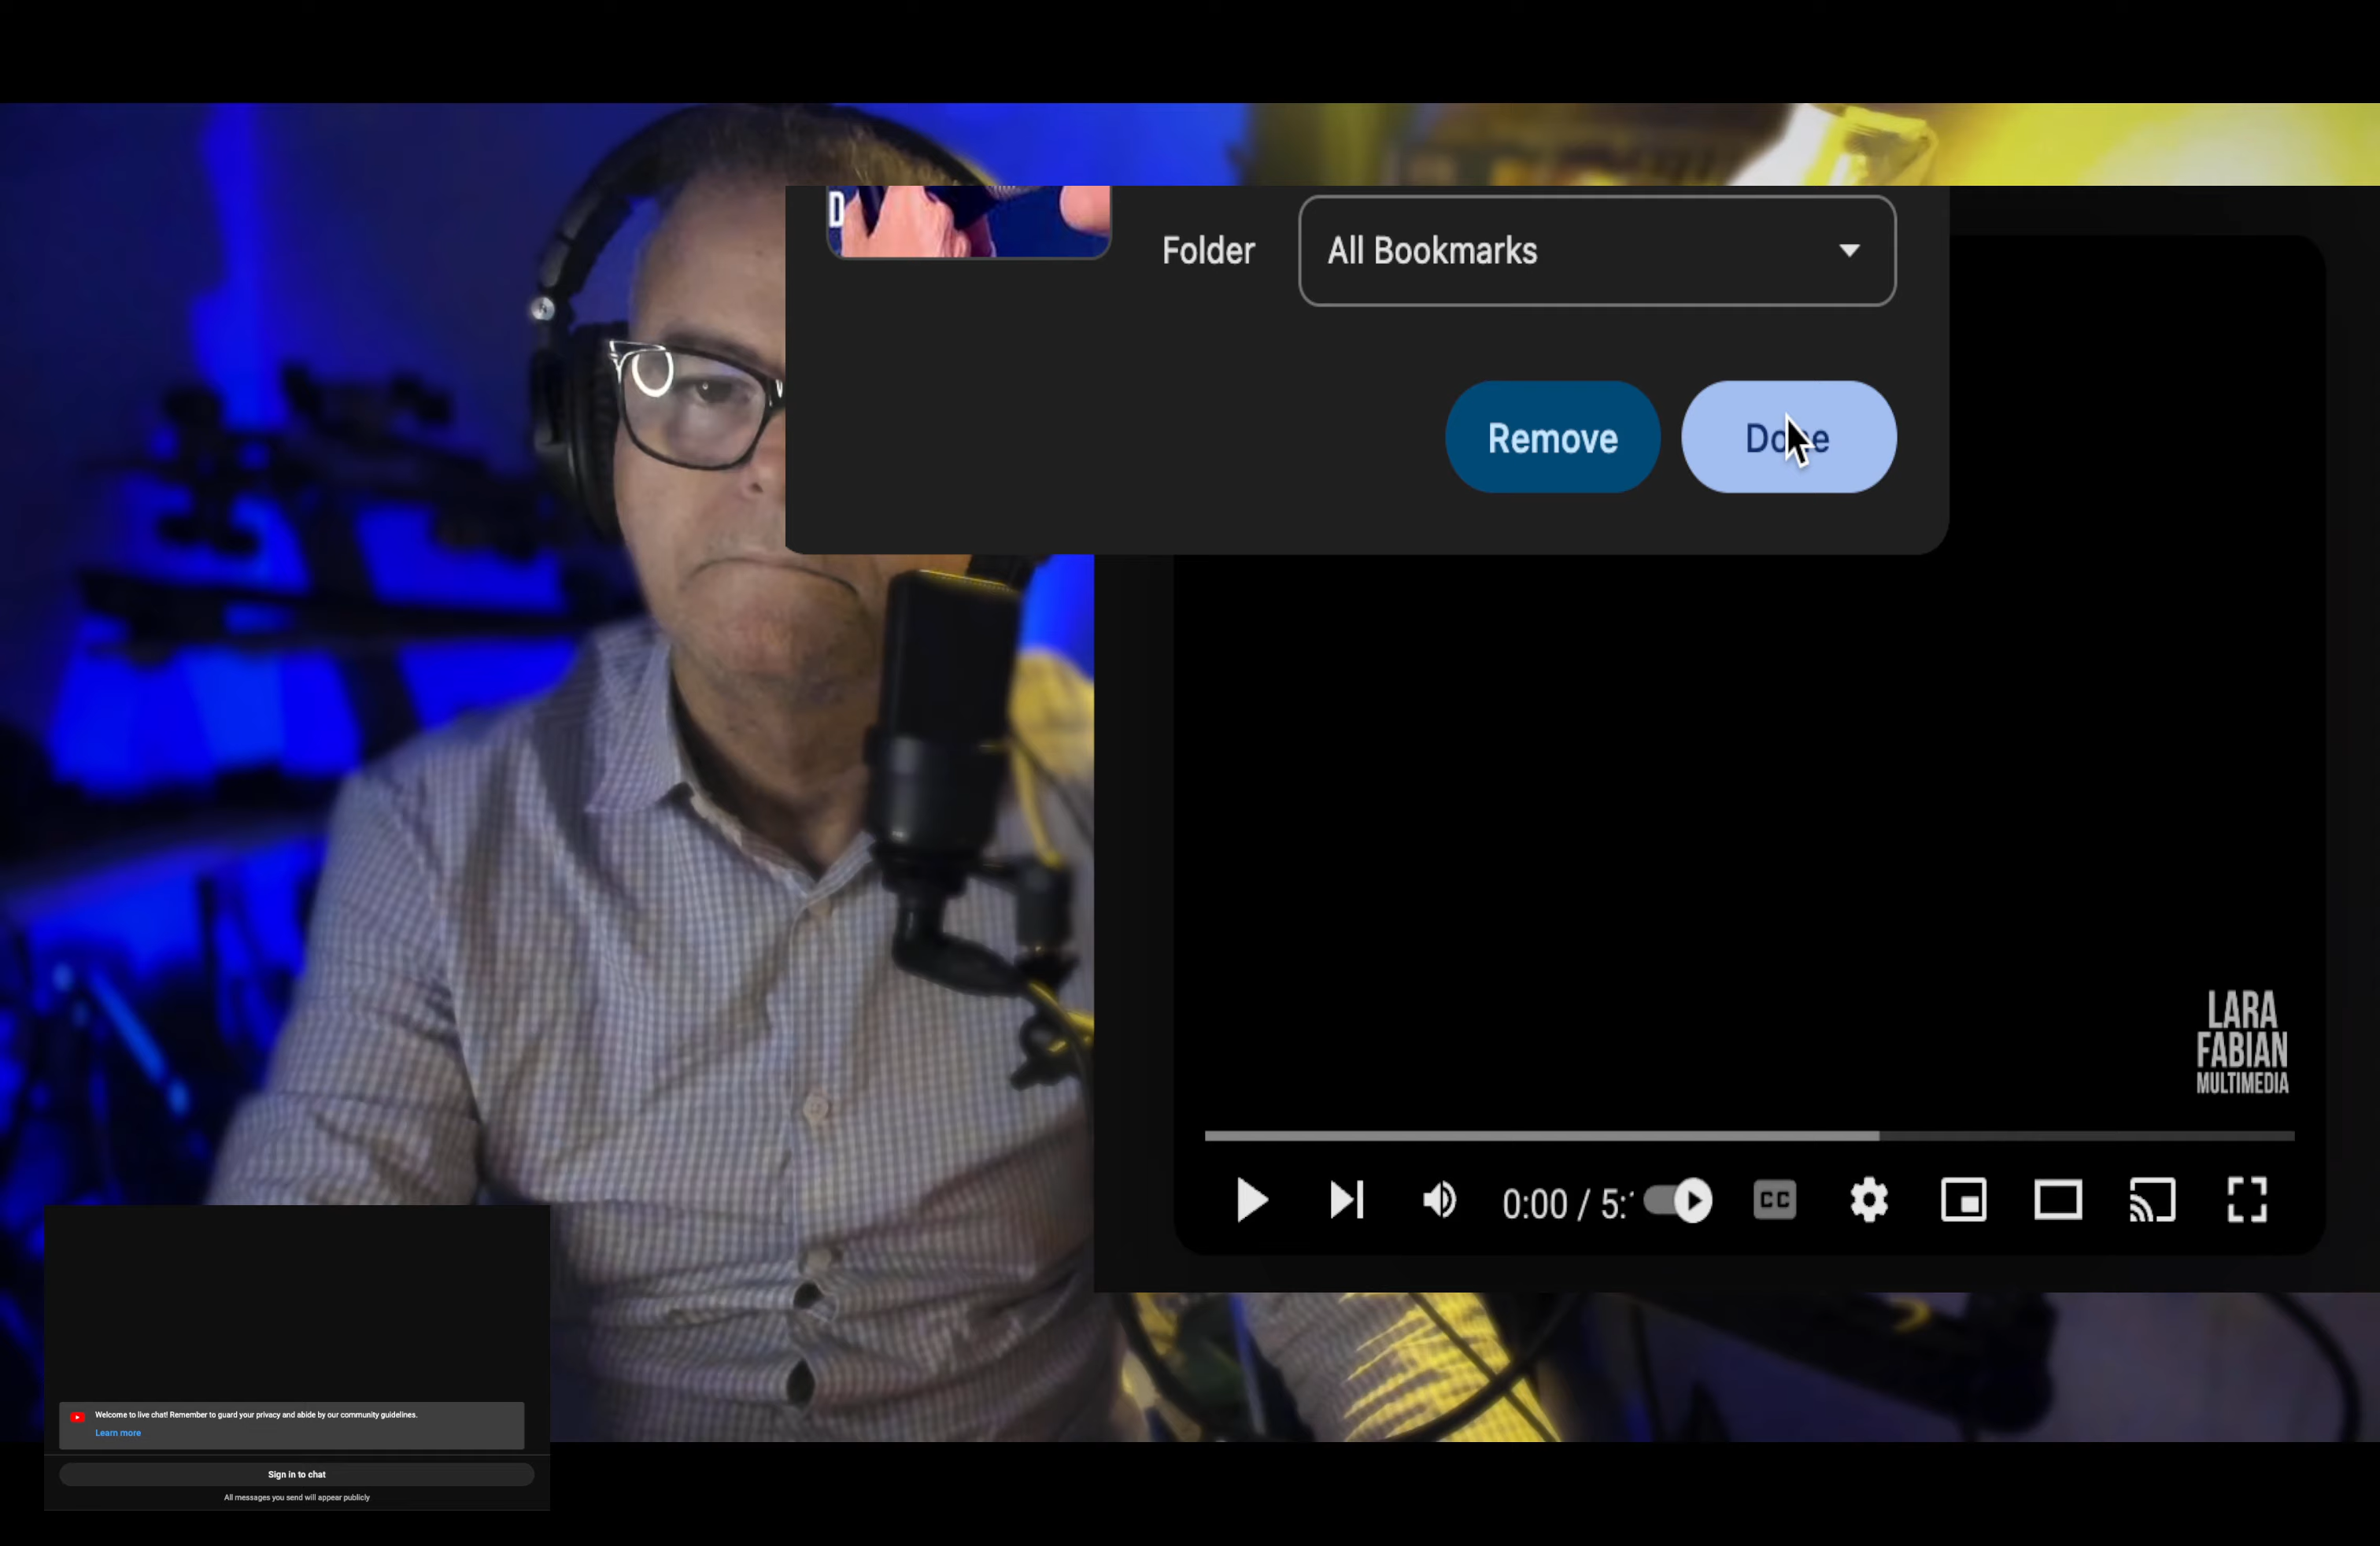 D
Folder
All Bookmarks
Remove
Done
LARA
FABIAN
MULTIMEDIA
0:00 / 5:
CC
Welcome to live chat! Remember to guard your privacy and abide by our community guidelines.
Learn more
Sign in to chat
All messages you send will appear publicly